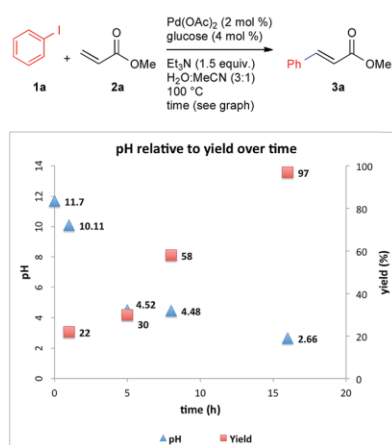 I
+
OMe
O
1a
2a
Pd(OAc)2 (2 mol %)
glucose (4 mol %)
Et3N (1.5 equiv.)
H2O:MeCN (3:1)
100 °C
time (see graph)
Ph
OMe
O
3a
pH relative to yield over time
14
12
10
8
6
4
2
0
pH
11.7
10.11
4.52
4.48
2.66
22
30
58
97
100
80
60
40
20
0
yield (%)
0
5
10
15
20
time (h)
pH
Yield